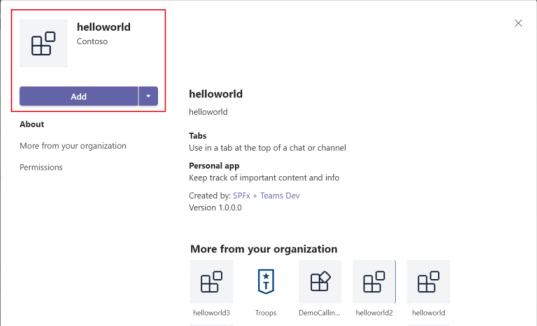 helloworld
Contoso
Add
About
More from your organization
Permissions
helloworld
helloworld
Tabs
Use in a tab at the top of a chat or channel
Personal app
Keep track of important content and info
Created by: SPFx + Teams Dev
Version 1.0.0.0
More from your organization
T
helloworld3 Troops DemoCallin... helloworld2 helloworld